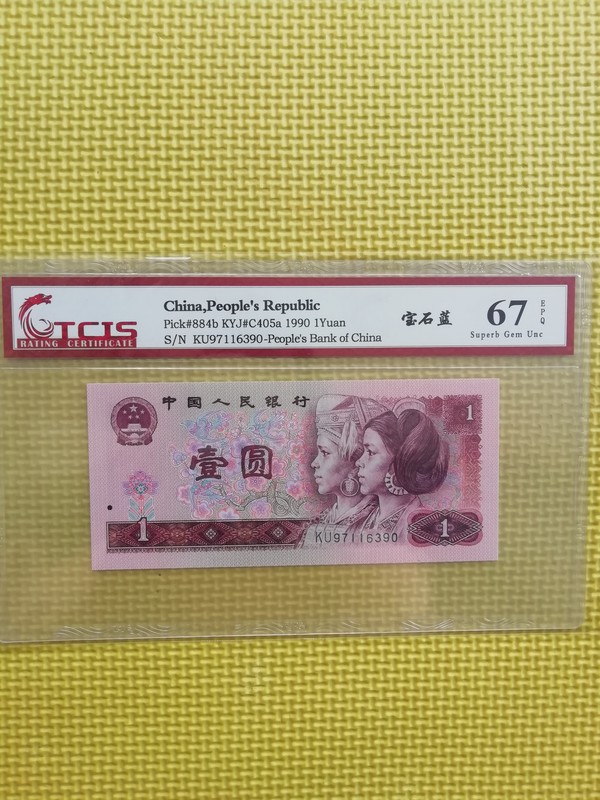 TCIS
RATING CERTIFICATE
China,People's Republic
Pick#884b KYJ#C405a 1990 1Yuan
S/N KU97116390-People's Bank of China
宝石蓝
67 EPQ
Superb Gem Unc
中国人民银行
1
壹圆
1
KU97116390
1